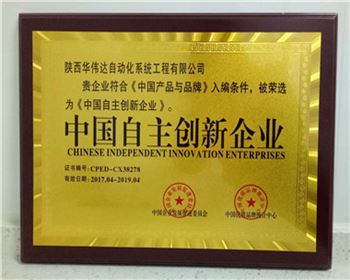 陕西华伟达自动化系统工程有限公司
贵企业符合《中国产品与品牌》入编条件，被荣选
为《中国自主创新企业》。
中国自主创新企业
CHINESE INDEPENDENT INNOVATION ENTERPRISES
证书编号：CPED-CX38278
有效日期：2017.04-2019.04